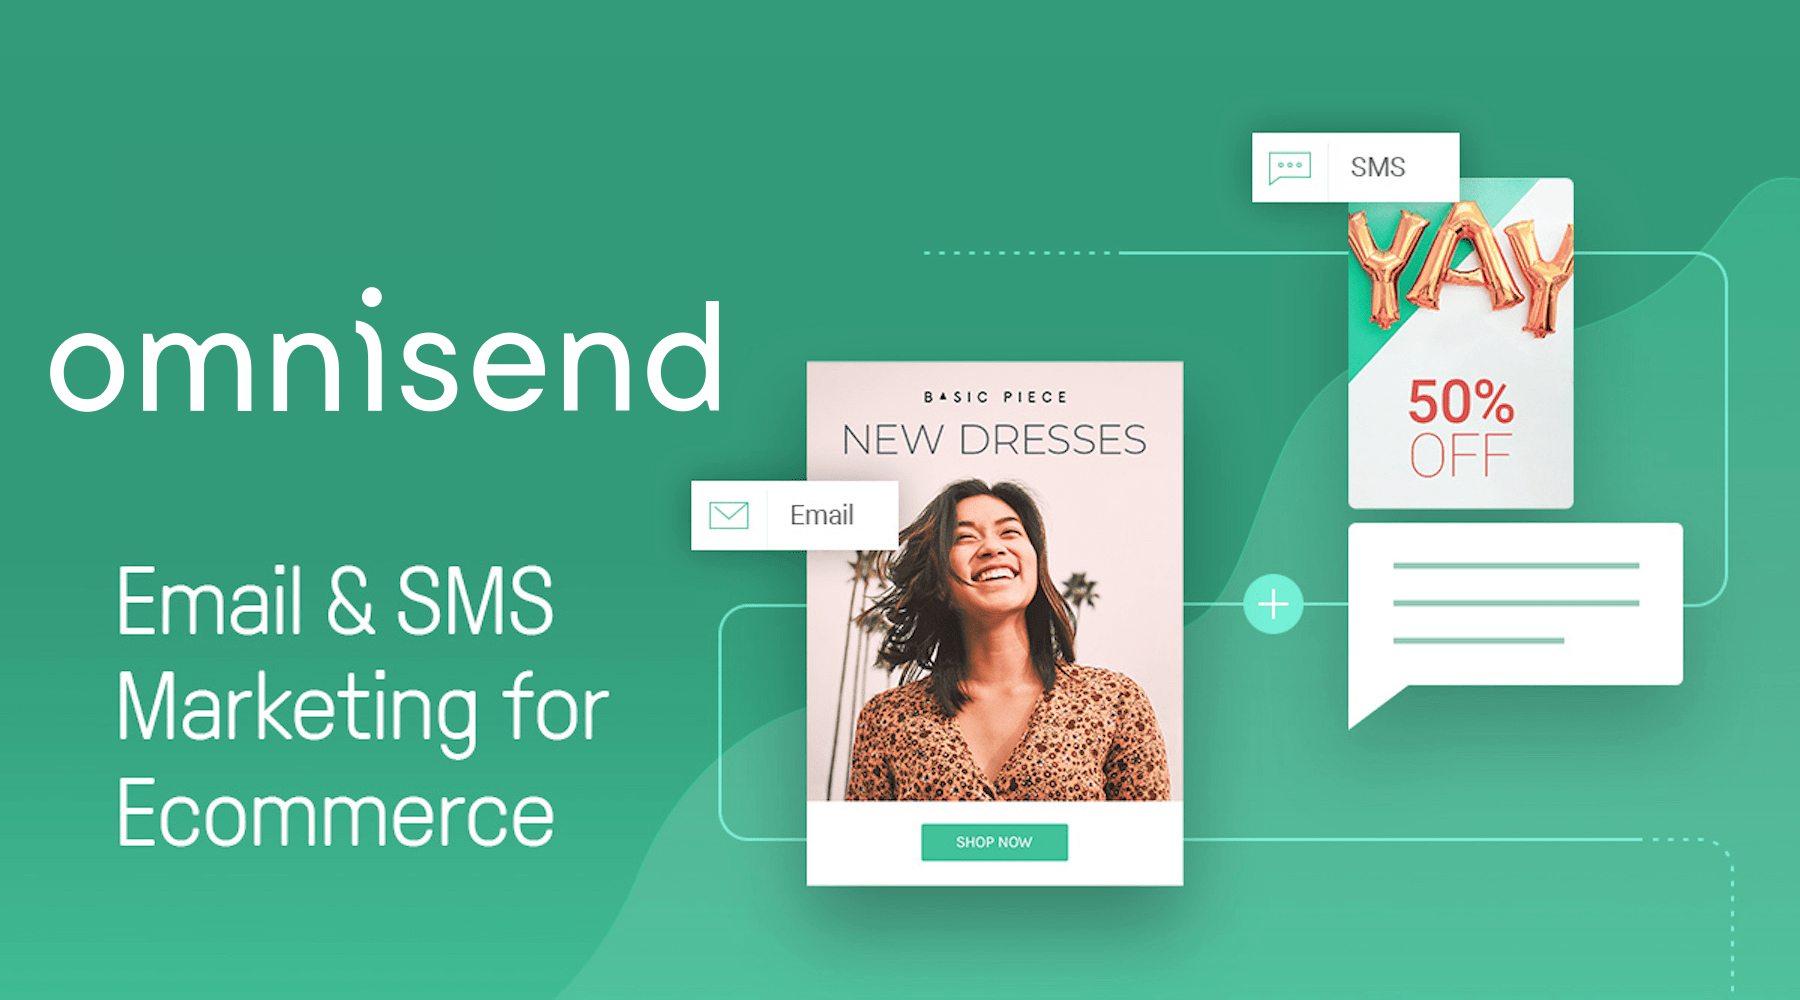 omnisend
Email & SMS
Marketing for
Ecommerce
Email
BASIC PIECE
NEW DRESSES
SHOP NOW
SMS
YAY
50%
OFF